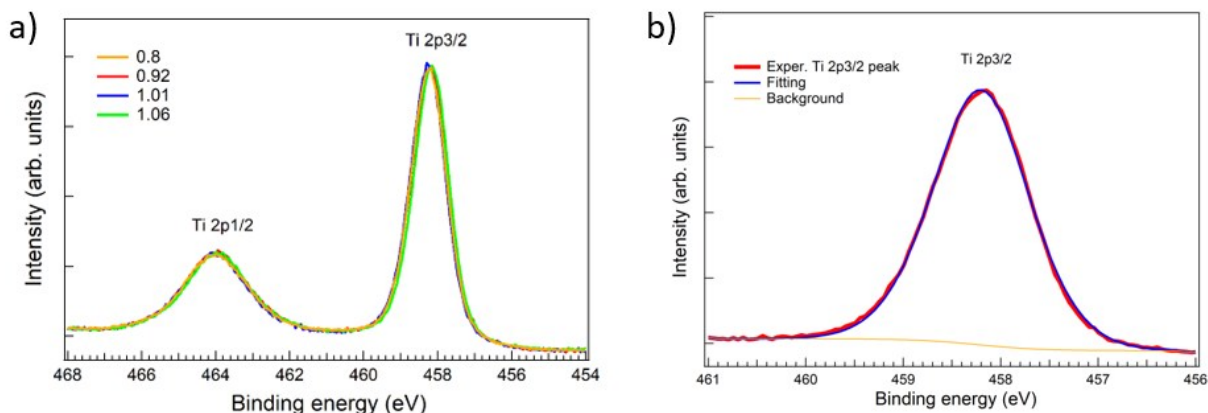 a)
Ti 2p3/2
0.8
0.92
1.01
1.06
Ti 2p1/2
Intensity (arb. units)
468 466 464 462 460 458 456 454
Binding energy (eV)
b)
Ti 2p3/2
Exper. Ti 2p3/2 peak
Fitting
Background
Intensity (arb. units)
461 460 459 458 457 456
Binding energy (eV)